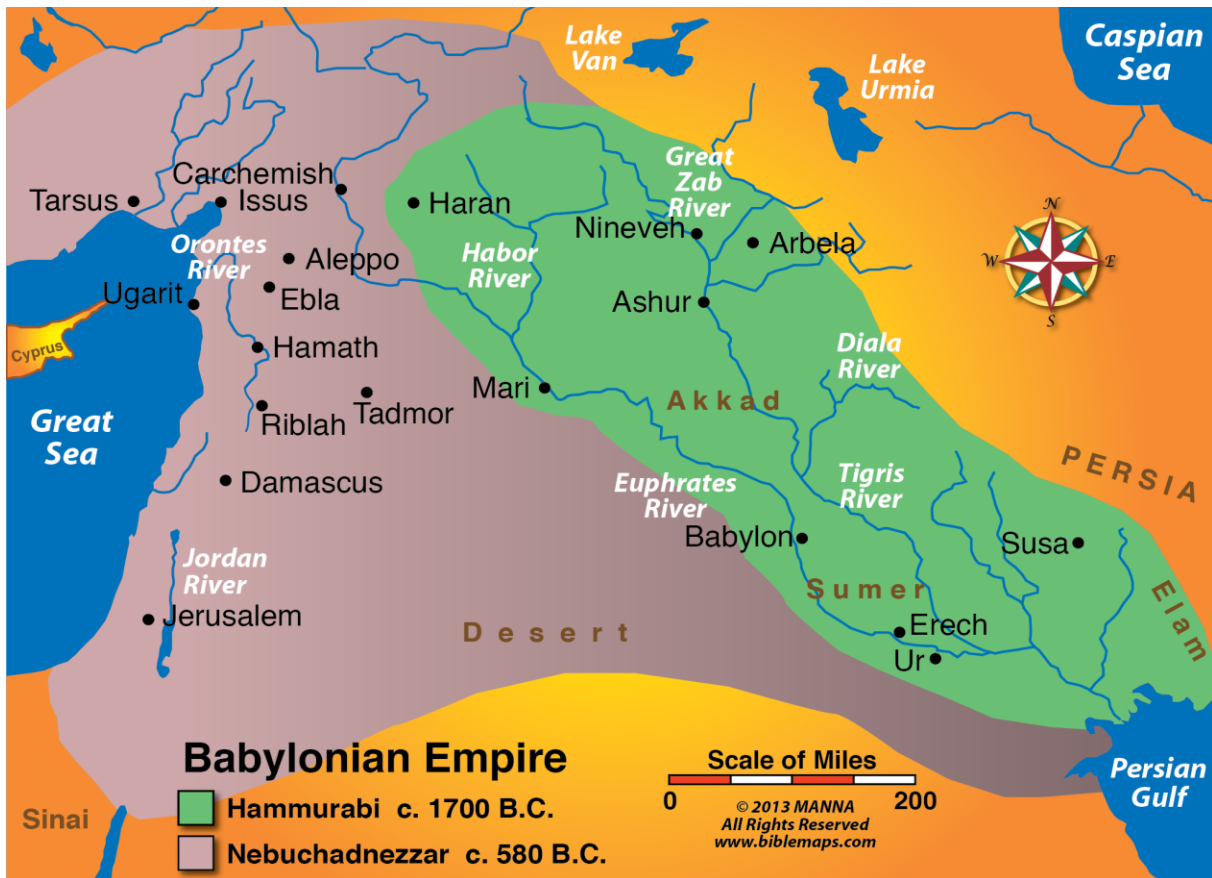 Lake
Van
Caspian
Sea
Lake
Urmia
Great
Zab
River
Carchemish
Tarsus
Issus
Haran
Nineveh
Arbela
Orontes
River
Aleppo
Habor
River
Ugarit
Ebla
Ashur
N
W
E
S
Cyprus
Hamath
Diala
River
Mari
Akkad
Great
Sea
Riblah
Tadmor
PERSIA
Damascus
Euphrates
River
Tigris
River
Babylon
Susa
Jordan
River
Jerusalem
Sumer
Elam
Desert
Erech
Ur
Babylonian Empire
Hammurabi c. 1700 B.C.
Nebuchadnezzar c. 580 B.C.
Scale of Miles
0
200
© 2013 MANNA
All Rights Reserved
www.biblemaps.com
Persian
Gulf
Sinai